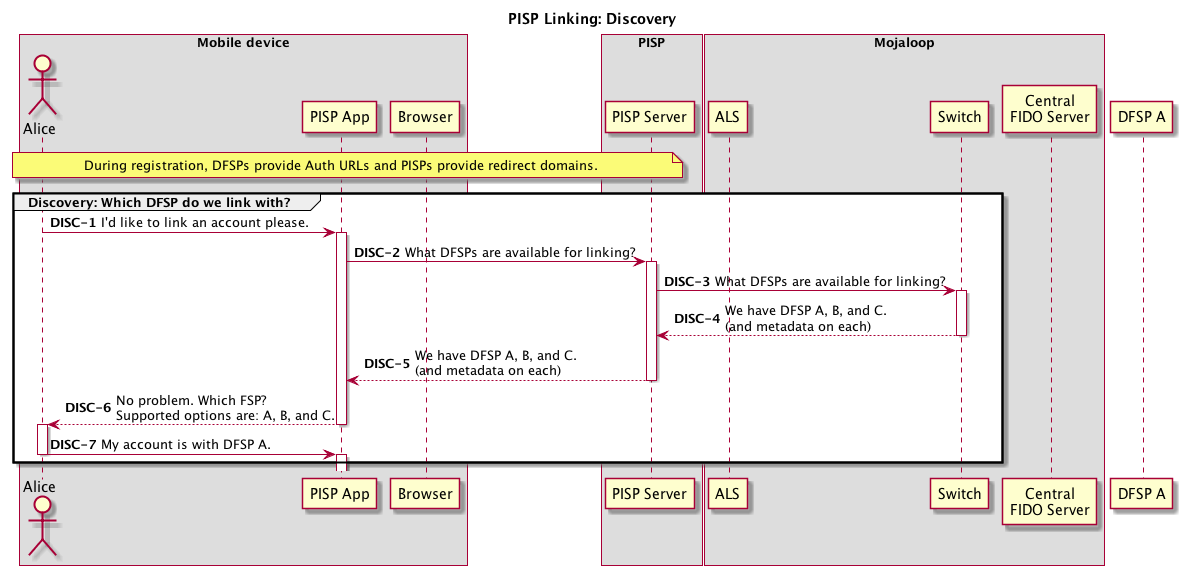 PISP Linking: Discovery
Mobile device
PISP
Mojaloop
Alice
PISP App
Browser
PISP Server
ALS
Switch
Central
FIDO Server
DFSP A
During registration, DFSPs provide Auth URLs and PISPs provide redirect domains.
Discovery: Which DFSP do we link with?
DISC-1 I'd like to link an account please.
DISC-2 What DFSPs are available for linking?
DISC-3 What DFSPs are available for linking?
DISC-4 We have DFSP A, B, and C.
(and metadata on each)
DISC-5 We have DFSP A, B, and C.
(and metadata on each)
DISC-6 No problem. Which FSP?
Supported options are: A, B, and C.
DISC-7 My account is with DFSP A.
Alice
PISP App
Browser
PISP Server
ALS
Switch
Central
FIDO Server
DFSP A